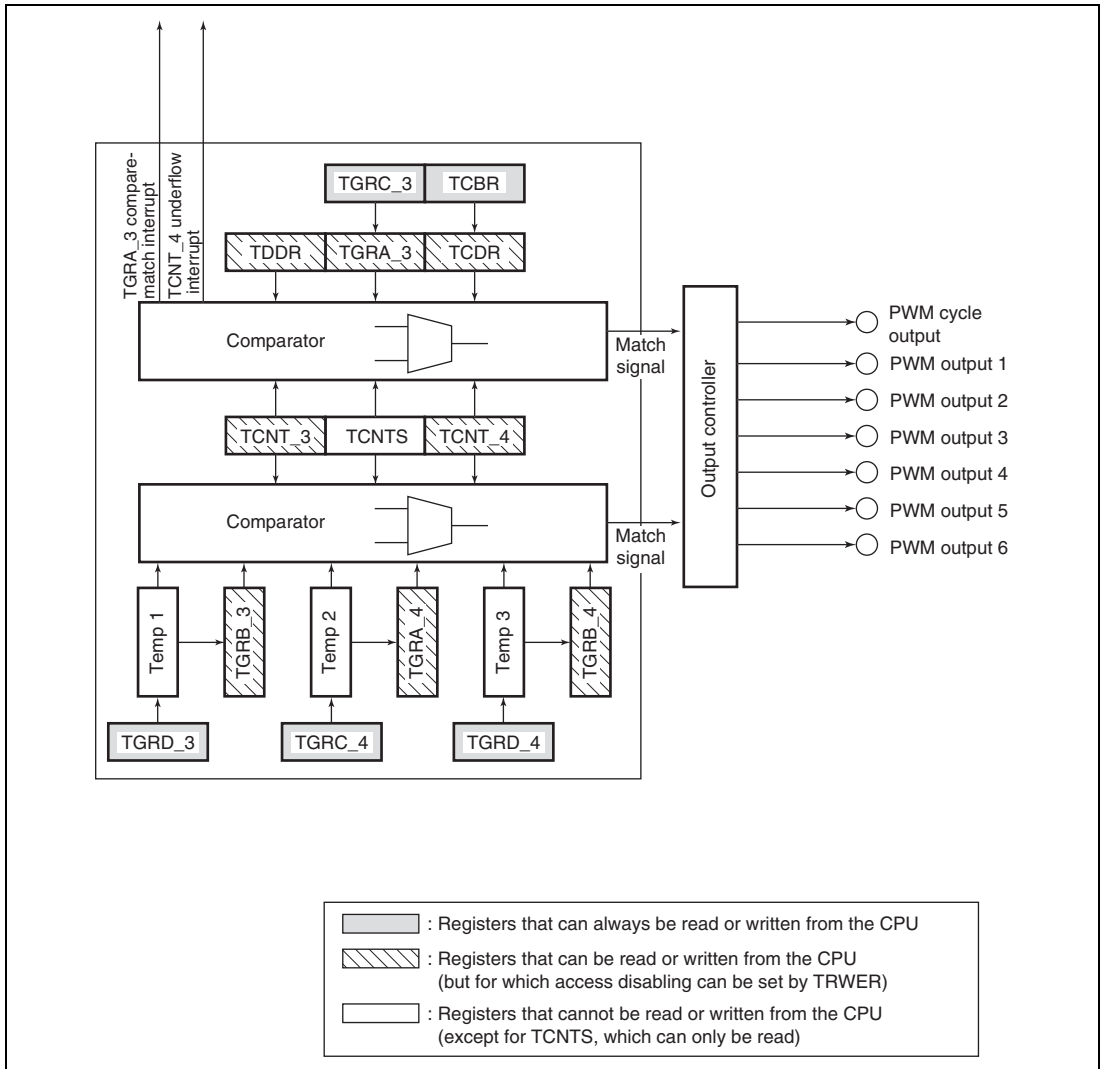 TGRA_3 compare-
match interrupt
TCNT_4 underflow
interrupt
TGRC_3
TCBR
TDDR
TGRA_3
TCDR
Comparator
Match
signal
TCNT_3
TCNTS
TCNT_4
Comparator
Match
signal
Output controller
PWM cycle
output
PWM output 1
PWM output 2
PWM output 3
PWM output 4
PWM output 5
PWM output 6
Temp 1
TGRB_3
Temp 2
TGRA_4
Temp 3
TGRB_4
TGRD_3
TGRC_4
TGRD_4
: Registers that can always be read or written from the CPU
: Registers that can be read or written from the CPU
(but for which access disabling can be set by TRWER)
: Registers that cannot be read or written from the CPU
(except for TCNTS, which can only be read)